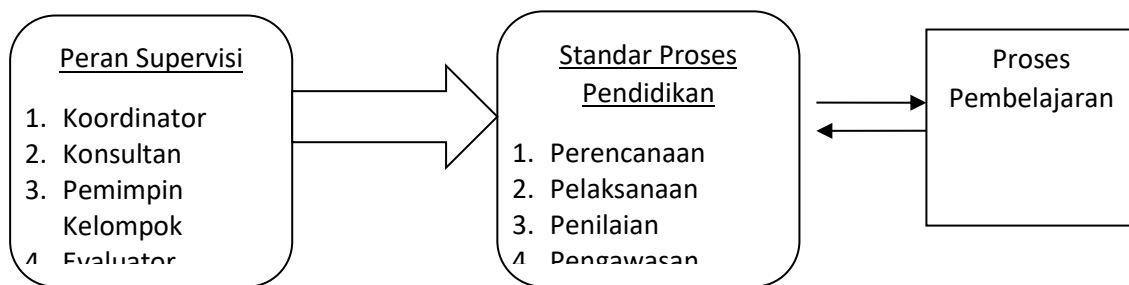 Peran Supervisi
1. Koordinator
2. Konsultan
3. Pemimpin
Kelompok
4. Evaluator
Standar Proses
Pendidikan
1. Perencanaan
2. Pelaksanaan
3. Penilaian
4. Pengawasan
Proses
Pembelajaran